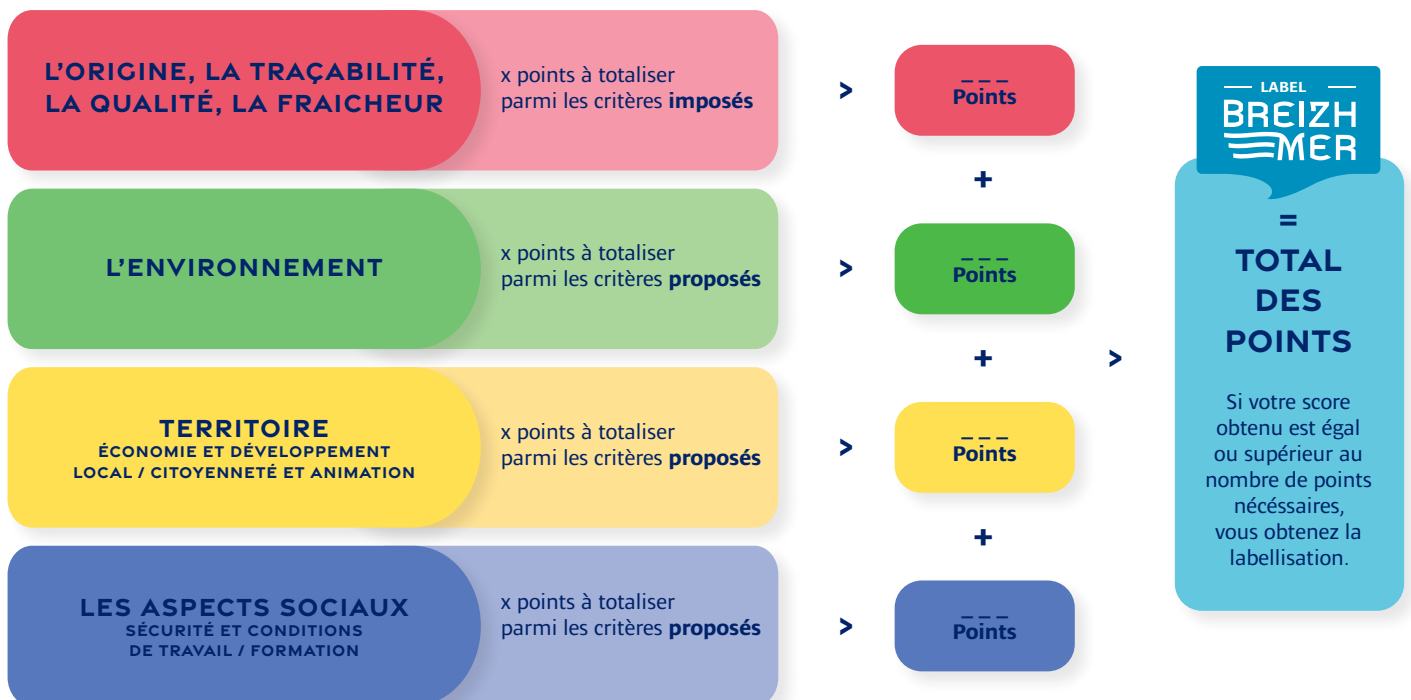 L'ORIGINE, LA TRAÇABILITÉ,
LA QUALITÉ, LA FRAICHEUR
x points à totaliser
parmi les critères imposés
>
_ _ _
Points
+
L'ENVIRONNEMENT
x points à totaliser
parmi les critères proposés
>
_ _ _
Points
+
TERRITOIRE
ÉCONOMIE ET DÉVELOPPEMENT
LOCAL / CITOYENNETÉ ET ANIMATION
x points à totaliser
parmi les critères proposés
>
_ _ _
Points
+
LES ASPECTS SOCIAUX
SÉCURITÉ ET CONDITIONS
DE TRAVAIL / FORMATION
x points à totaliser
parmi les critères proposés
>
_ _ _
Points
>
LABEL
BREIZH
MER
=
TOTAL
DES
POINTS
Si votre score
obtenu est égal
ou supérieur au
nombre de points
nécéssaires,
vous obtenez la
labellisation.